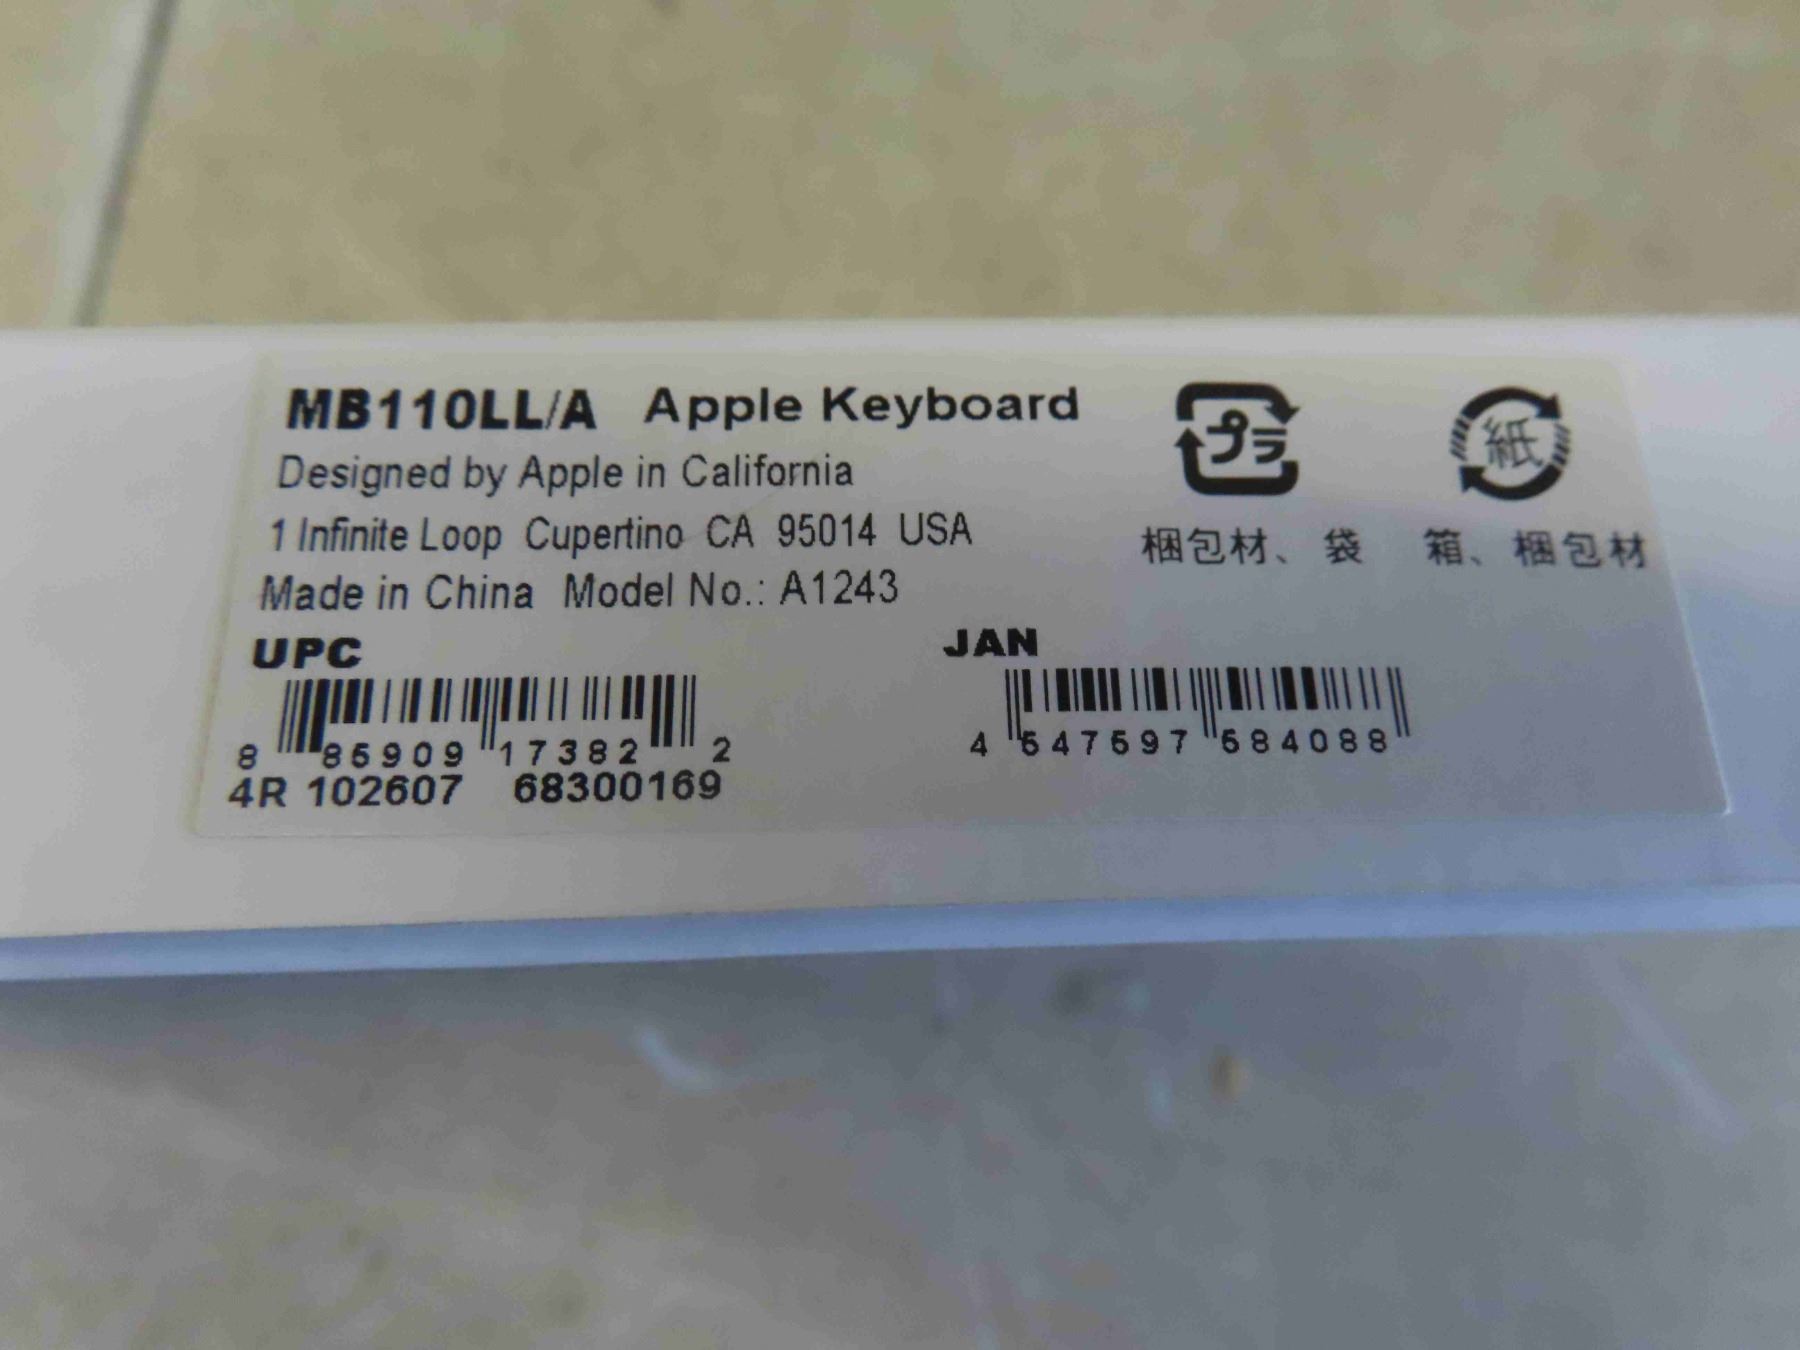 MB110LL/A Apple Keyboard
Designed by Apple in California
1 Infinite Loop Cupertino CA 95014 USA
Made in China Model No.: A1243
プラ
紙
梱包材、袋 箱、梱包材
UPC
8 85909 17382 2
4R 102607 68300169
JAN
4 547597 584088